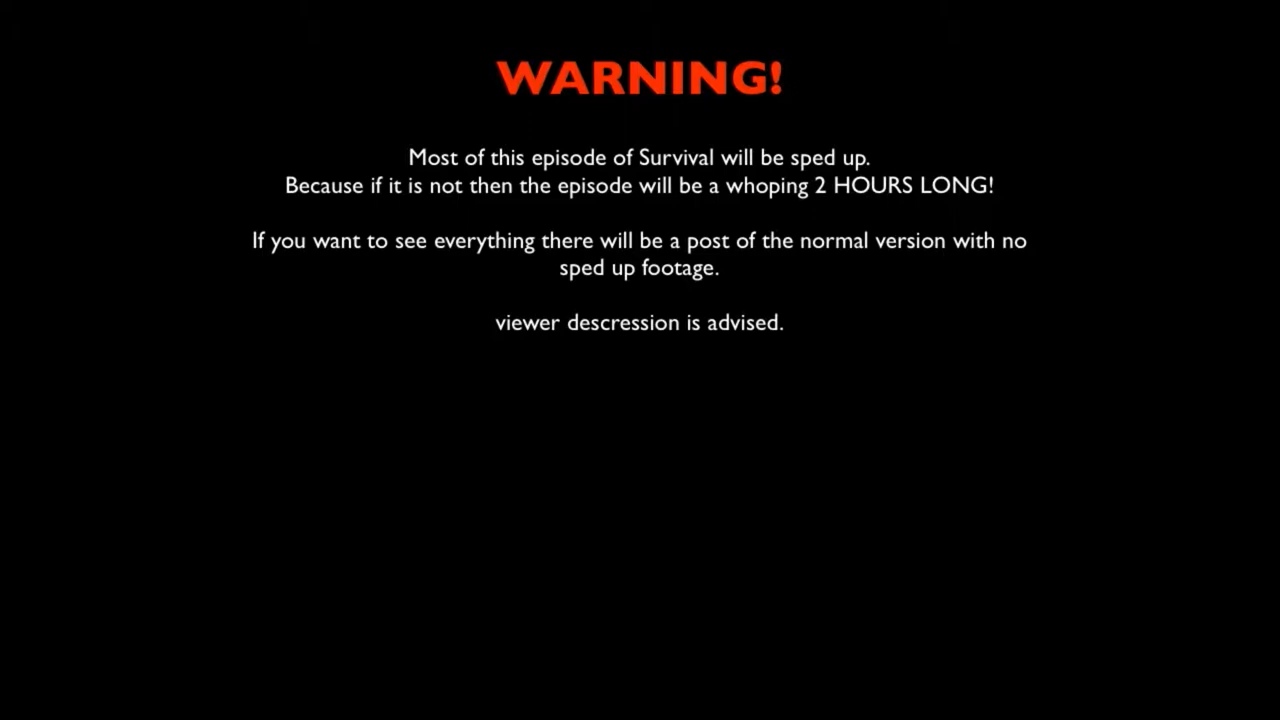 WARNING!
Most of this episode of Survival will be sped up.
Because if it is not then the episode will be a whoping 2 HOURS LONG!
If you want to see everything there will be a post of the normal version with no
sped up footage.
viewer descression is advised.